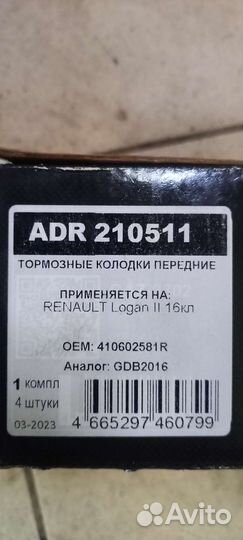 ADR 210511
ТОРМОЗНЫЕ КОЛОДКИ ПЕРЕДНИЕ
ПРИМЕНЯЕТСЯ НА:
RENAULT Logan II 16кл
OEM: 410602581R
Аналог: GDB2016
1 компл
4 штуки
03-2023
4 665297 460799
Avito